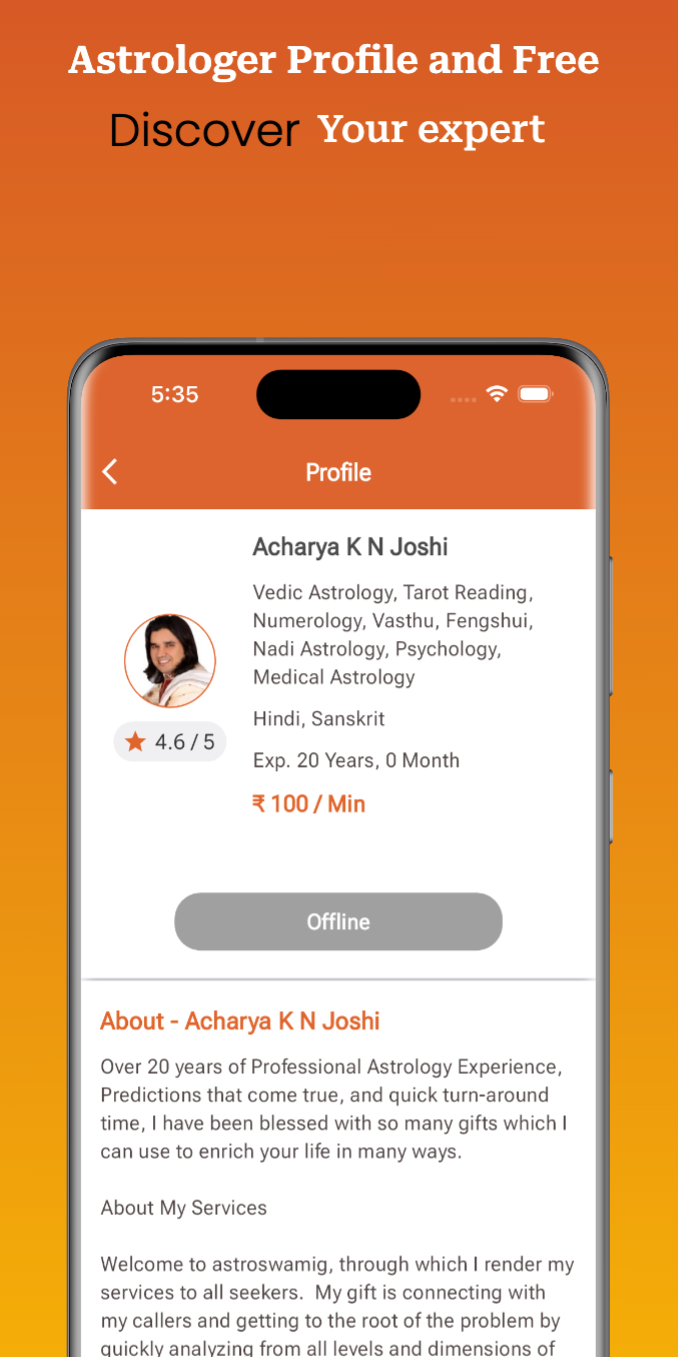 Astrologer Profile and Free
Discover Your expert
5:35
Profile
Acharya K N Joshi
Vedic Astrology, Tarot Reading,
Numerology, Vasthu, Fengshui,
Nadi Astrology, Psychology,
Medical Astrology
Hindi, Sanskrit
4.6 / 5
Exp. 20 Years, 0 Month
₹ 100 / Min
Offline
About - Acharya K N Joshi
Over 20 years of Professional Astrology Experience,
Predictions that come true, and quick turn-around
time, I have been blessed with so many gifts which I
can use to enrich your life in many ways.
About My Services
Welcome to astroswamig, through which I render my
services to all seekers.  My gift is connecting with
my callers and getting to the root of the problem by
quickly analyzing from all levels and dimensions of